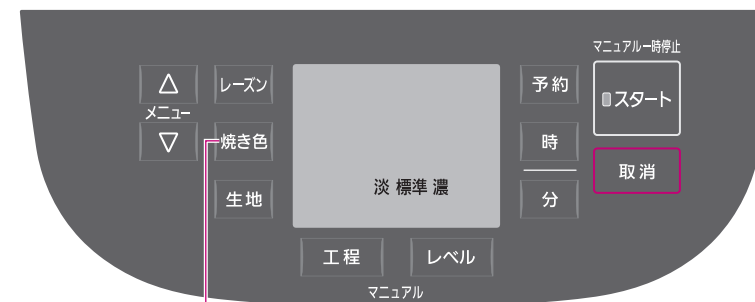 マニュアル一時停止
レーズン
予約
スタート
メニュー
焼き色
時
取消
生地
淡 標準 濃
分
工程
レベル
マニュアル